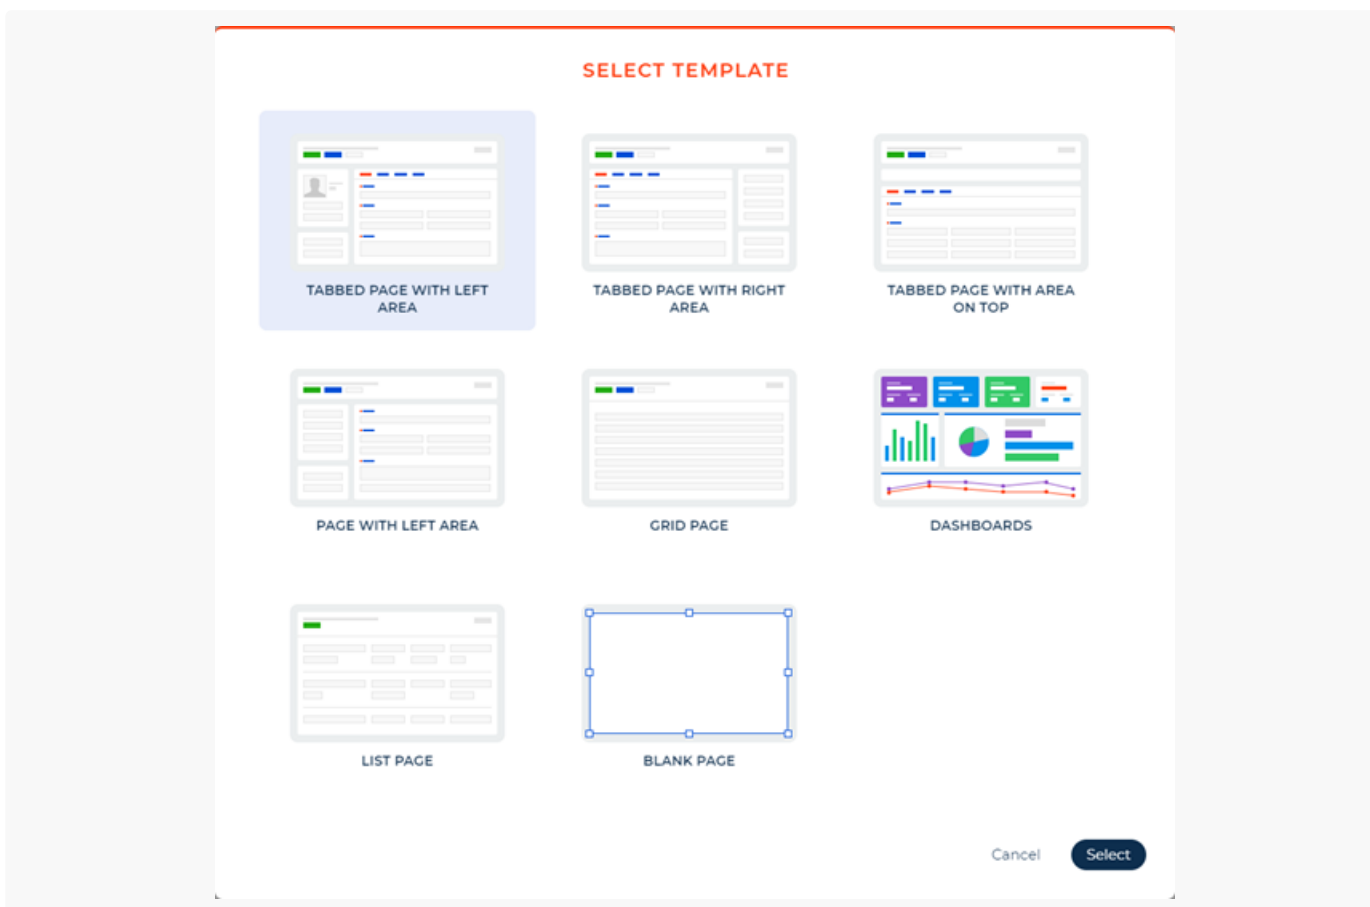 SELECT TEMPLATE
TABBED PAGE WITH LEFT
AREA
TABBED PAGE WITH RIGHT
AREA
TABBED PAGE WITH AREA
ON TOP
PAGE WITH LEFT AREA
GRID PAGE
DASHBOARDS
LIST PAGE
BLANK PAGE
Cancel
Select